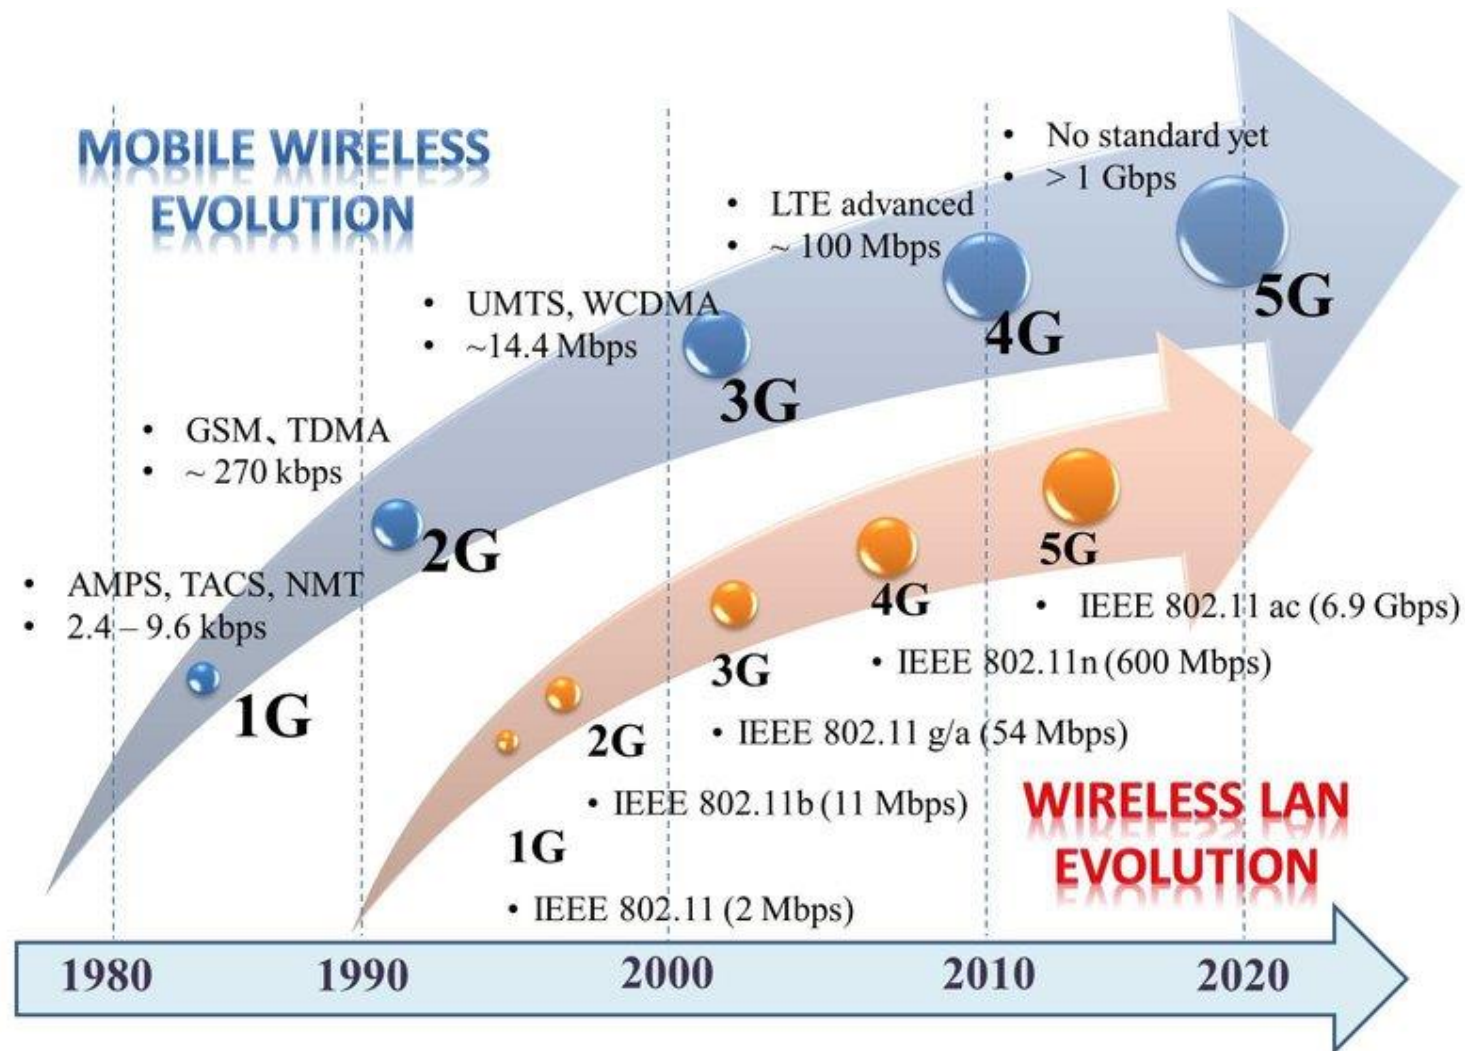 MOBILE WIRELESS
EVOLUTION
• No standard yet
• > 1 Gbps
5G
• LTE advanced
• ~ 100 Mbps
4G
• UMTS, WCDMA
• ~14.4 Mbps
3G
• GSM、TDMA
• ~ 270 kbps
2G
• AMPS, TACS, NMT
• 2.4 – 9.6 kbps
1G
5G
• IEEE 802.11 ac (6.9 Gbps)
4G
• IEEE 802.11n (600 Mbps)
3G
• IEEE 802.11 g/a (54 Mbps)
2G
• IEEE 802.11b (11 Mbps)
1G
• IEEE 802.11 (2 Mbps)
WIRELESS LAN
EVOLUTION
1980 1990 2000 2010 2020